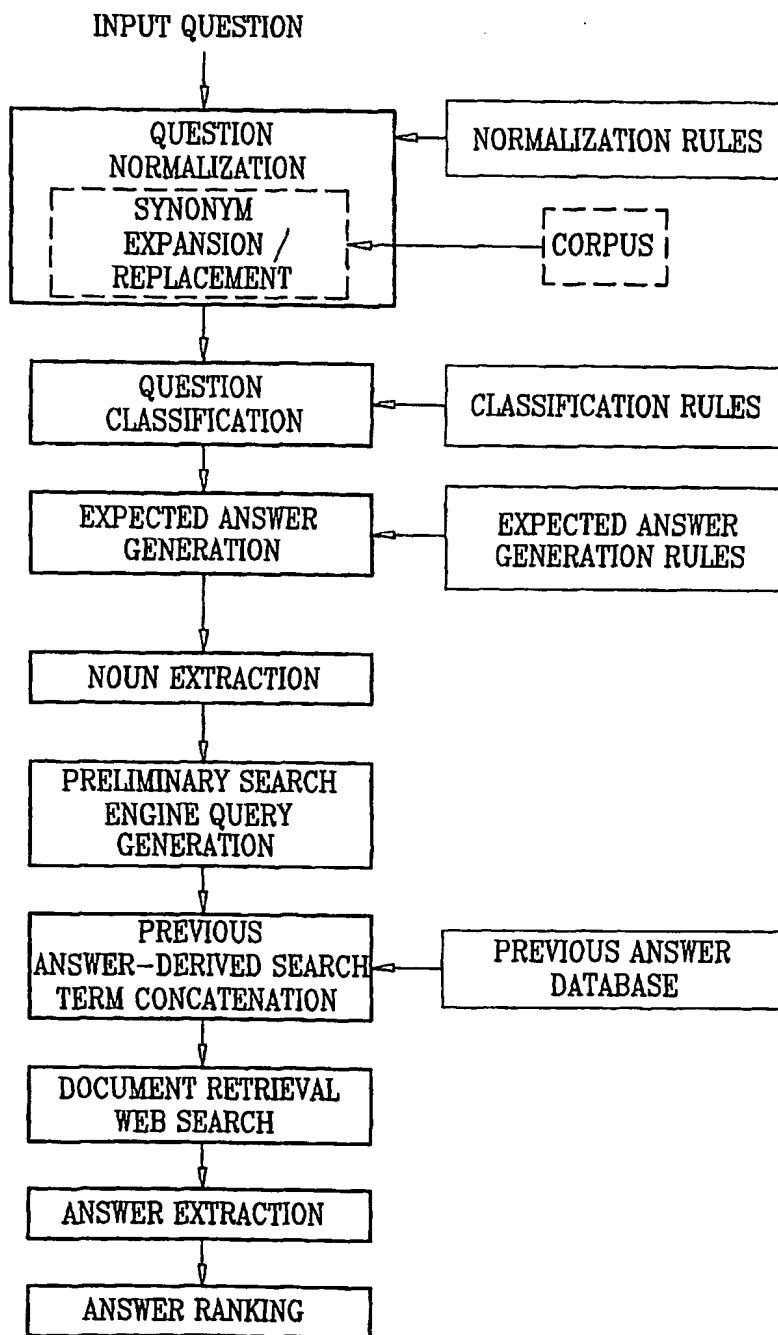 INPUT QUESTION
QUESTION
NORMALIZATION
NORMALIZATION RULES
SYNONYM
EXPANSION /
REPLACEMENT
CORPUS
QUESTION
CLASSIFICATION
CLASSIFICATION RULES
EXPECTED ANSWER
GENERATION
EXPECTED ANSWER
GENERATION RULES
NOUN EXTRACTION
PRELIMINARY SEARCH
ENGINE QUERY
GENERATION
PREVIOUS
ANSWER-DERIVED SEARCH
TERM CONCATENATION
PREVIOUS ANSWER
DATABASE
DOCUMENT RETRIEVAL
WEB SEARCH
ANSWER EXTRACTION
ANSWER RANKING